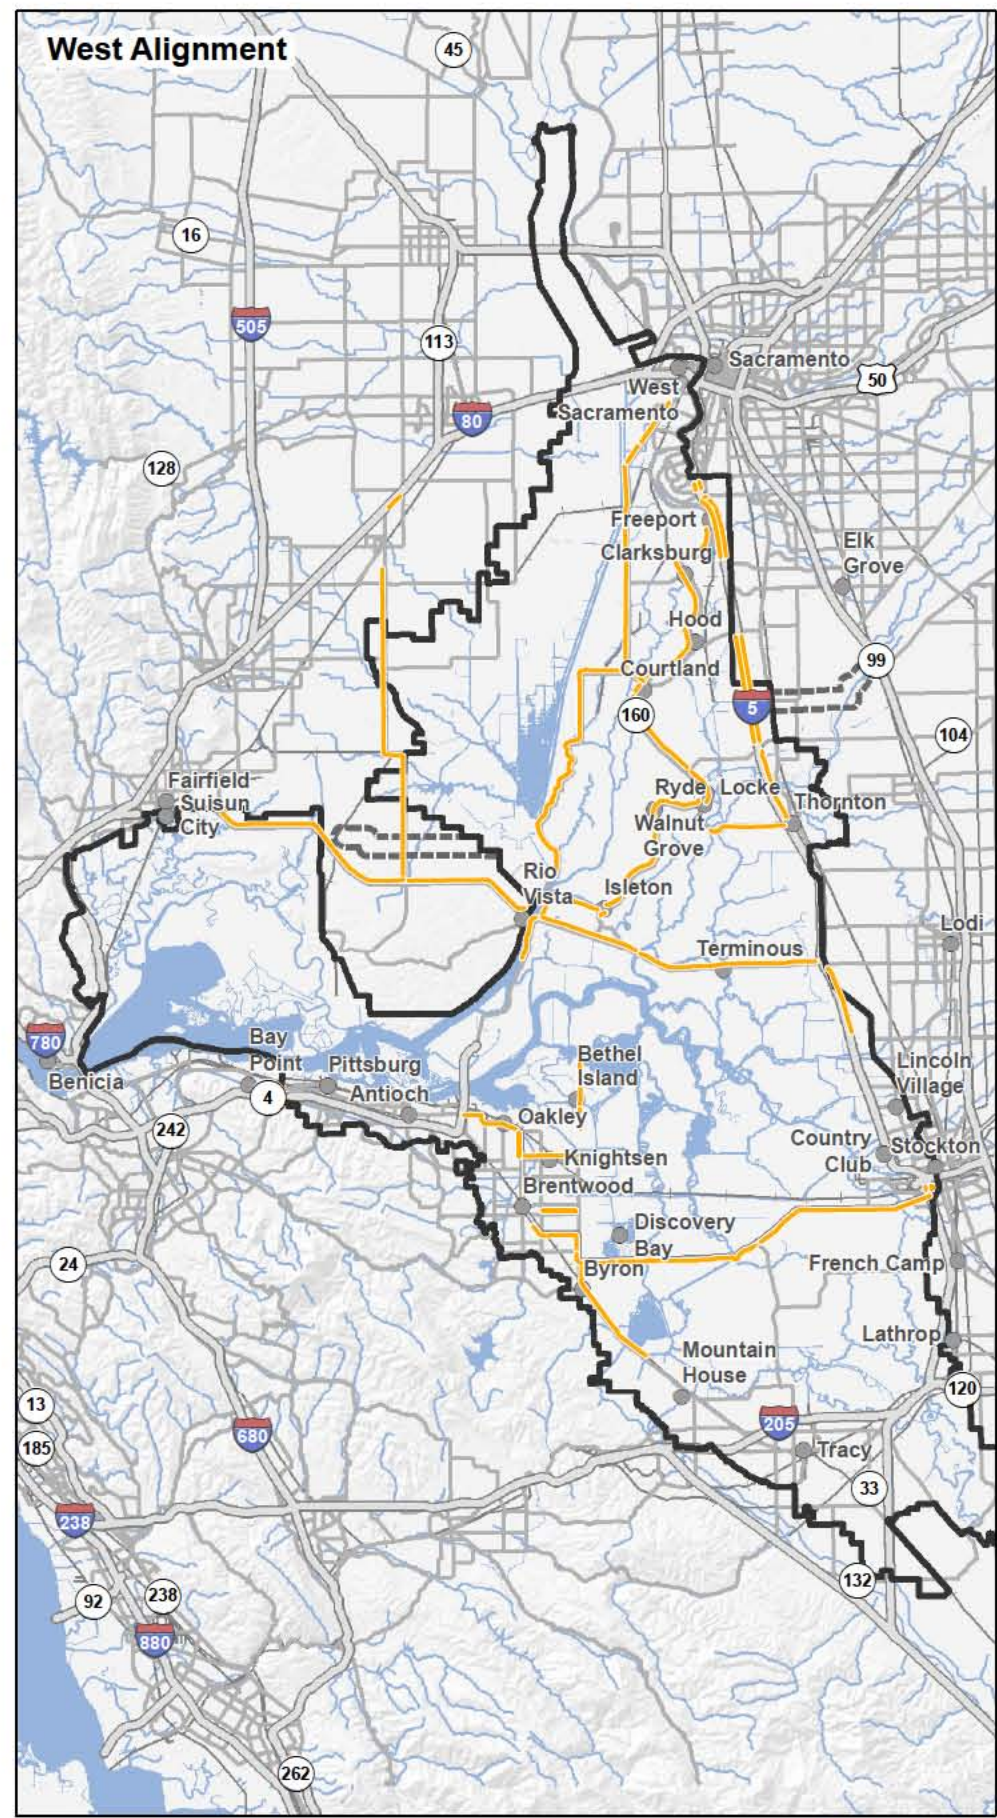 West Alignment
45
16
505
113
Sacramento
50
West
Sacramento
80
128
Freeport
Clarksburg
Elk
Grove
Hood
99
Courtland
160
5
104
Fairfield
Suisun
City
Ryde
Locke
Thornton
Walnut
Grove
Rio
Vista
Isleton
Lodi
Terminous
780
Benicia
Bay
Point
Pittsburg
Antioch
4
Bethel
Island
Lincoln
Village
242
Oakley
Country
Club
Stockton
Knightsen
Brentwood
Discovery
Bay
24
Byron
French Camp
Lathrop
Mountain
House
120
13
185
680
205
Tracy
33
238
132
92
238
880
262